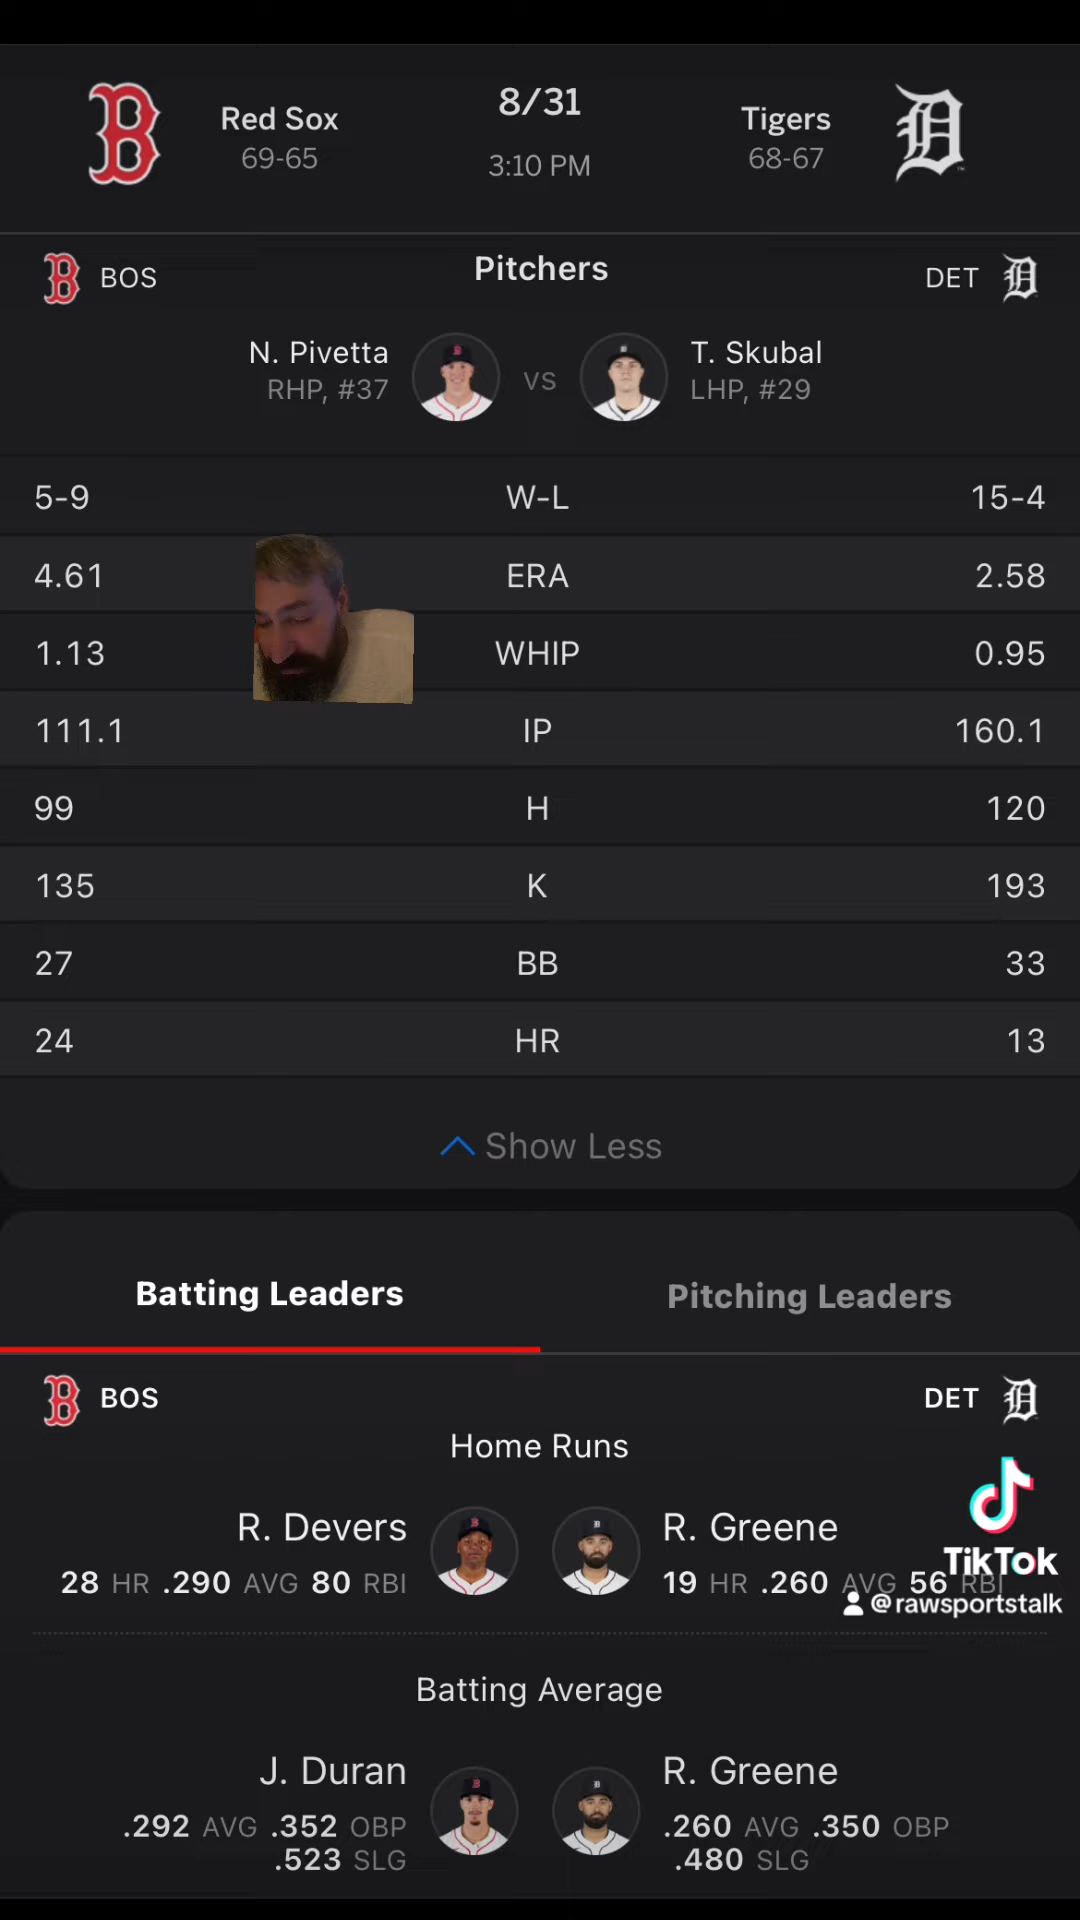 Red Sox
69-65
8/31
3:10 PM
Tigers
68-67
BOS
Pitchers
DET
N. Pivetta
RHP, #37
vs
T. Skubal
LHP, #29
5-9 W-L 15-4
4.61 ERA 2.58
1.13 WHIP 0.95
111.1 IP 160.1
99 H 120
135 K 193
27 BB 33
24 HR 13
Show Less
Batting Leaders
Pitching Leaders
BOS
DET
Home Runs
R. Devers
28 HR .290 AVG 80 RBI
R. Greene
19 HR .260 AVG 56 RBI
TikTok
@rawsportstalk
Batting Average
J. Duran
.292 AVG .352 OBP
.523 SLG
R. Greene
.260 AVG .350 OBP
.480 SLG